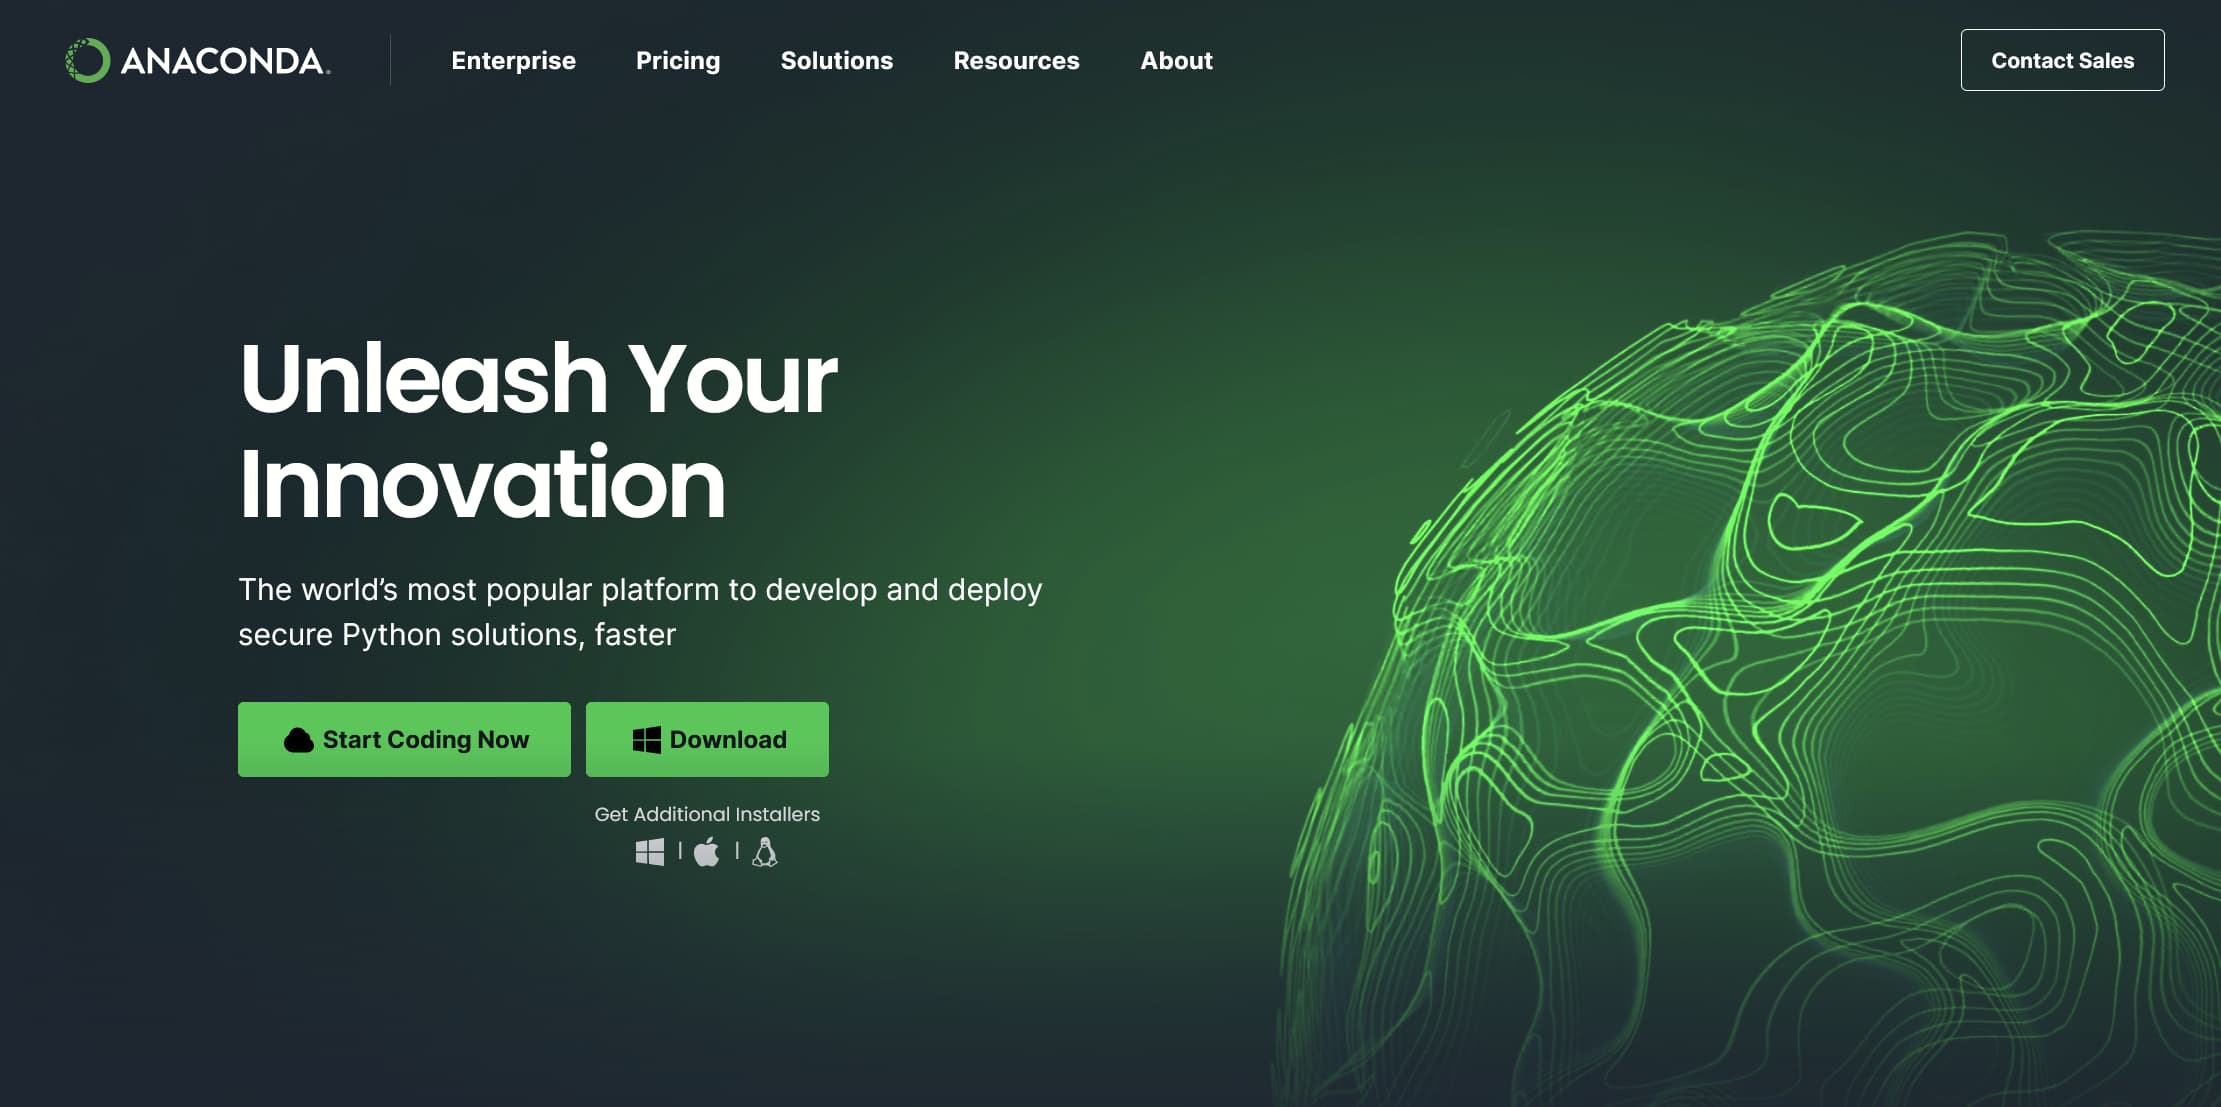 ANACONDA
Enterprise
Pricing
Solutions
Resources
About
Contact Sales
Unleash Your
Innovation
The world’s most popular platform to develop and deploy
secure Python solutions, faster
Start Coding Now
Download
Get Additional Installers